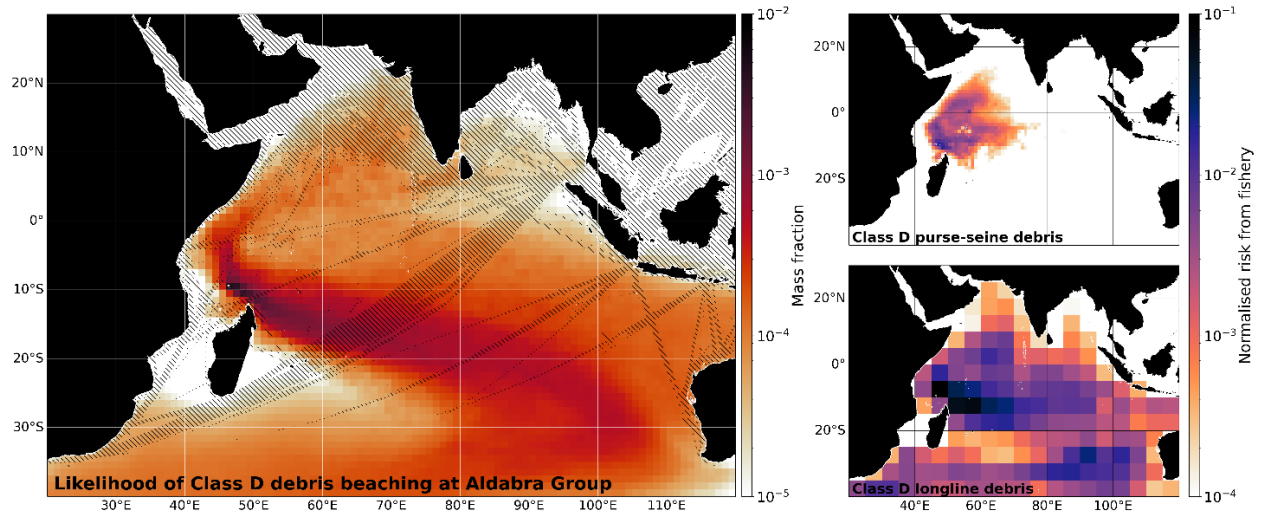 20°N
10°N
0°
10°S
20°S
30°S
30°E 40°E 50°E 60°E 70°E 80°E 90°E 100°E 110°E
Likelihood of Class D debris beaching at Aldabra Group
10⁻²
10⁻³
10⁻⁴
10⁻⁵
Mass fraction
20°N
0°
20°S
Class D purse-seine debris
20°N
0°
20°S
Class D longline debris
40°E 60°E 80°E 100°E
10⁻¹
10⁻²
10⁻³
10⁻⁴
Normalised risk from fishery